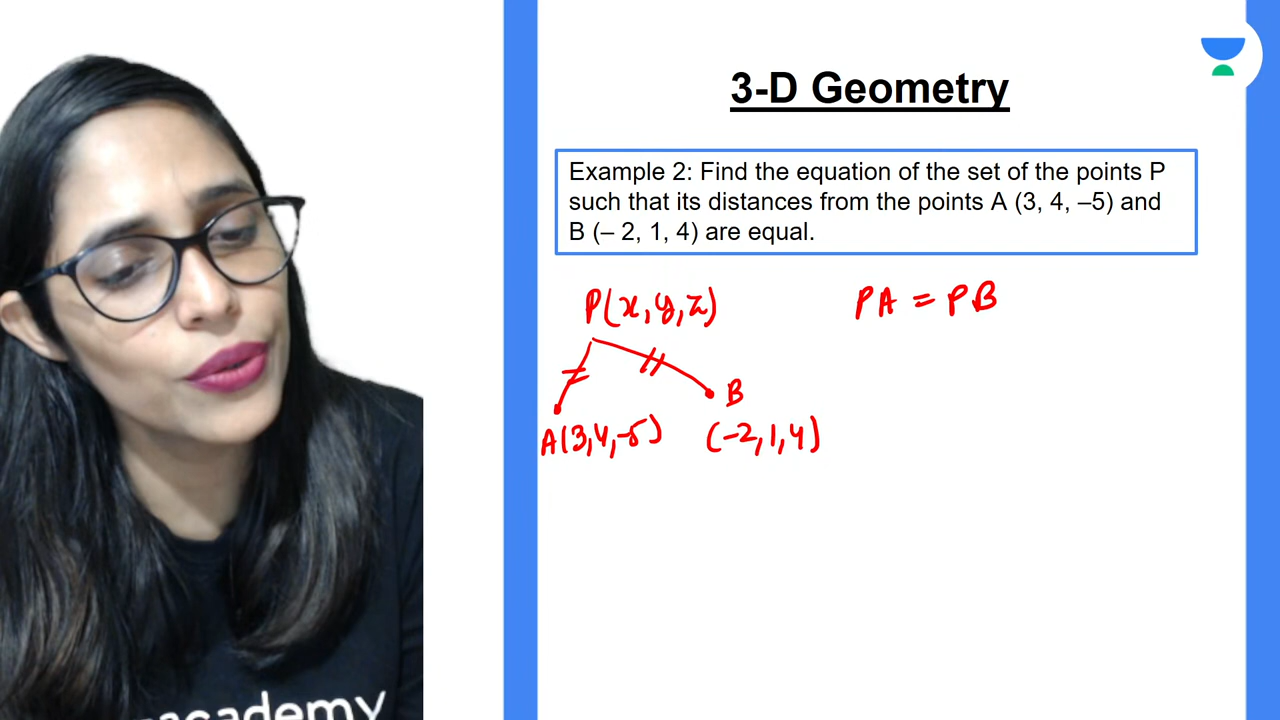 3-D Geometry
Example 2: Find the equation of the set of the points P
such that its distances from the points A (3, 4, –5) and
B (– 2, 1, 4) are equal.
P(x, y, z)
PA = PB
B
A(3,4,-5)
(-2,1,4)
academy